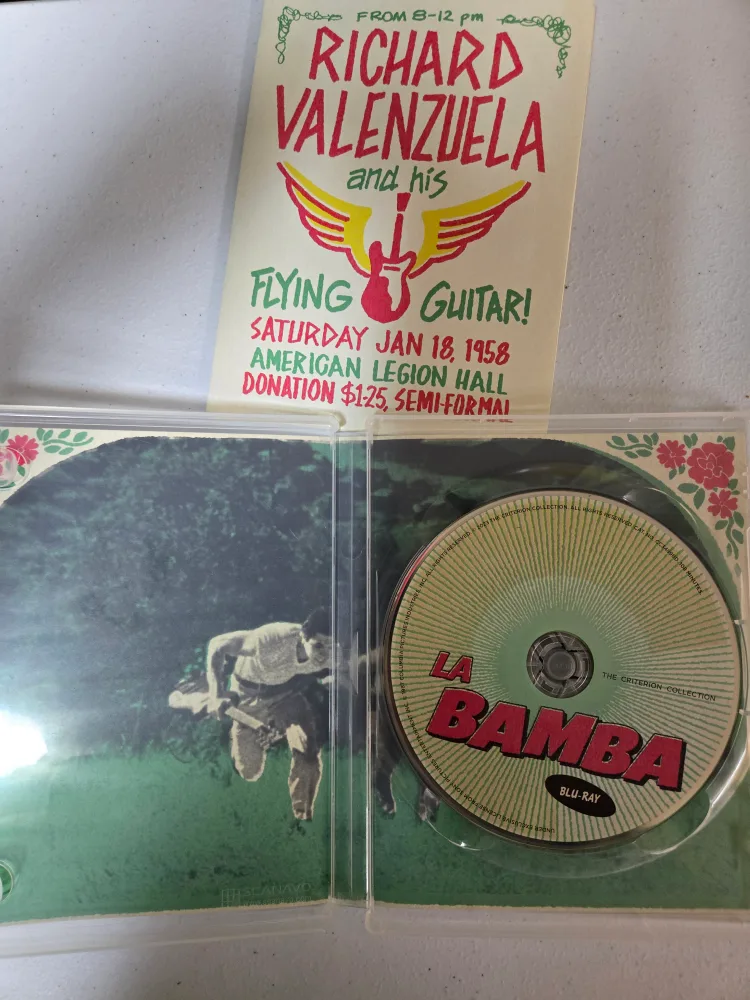 FROM 8-12 pm
RICHARD
VALENZUELA
and his
FLYING GUITAR!
SATURDAY JAN 18, 1958
AMERICAN LEGION HALL
DONATION $1.25, SEMI-FORMAL
THE CRITERION COLLECTION
LA
BAMBA
BLU-RAY
SCANAVO